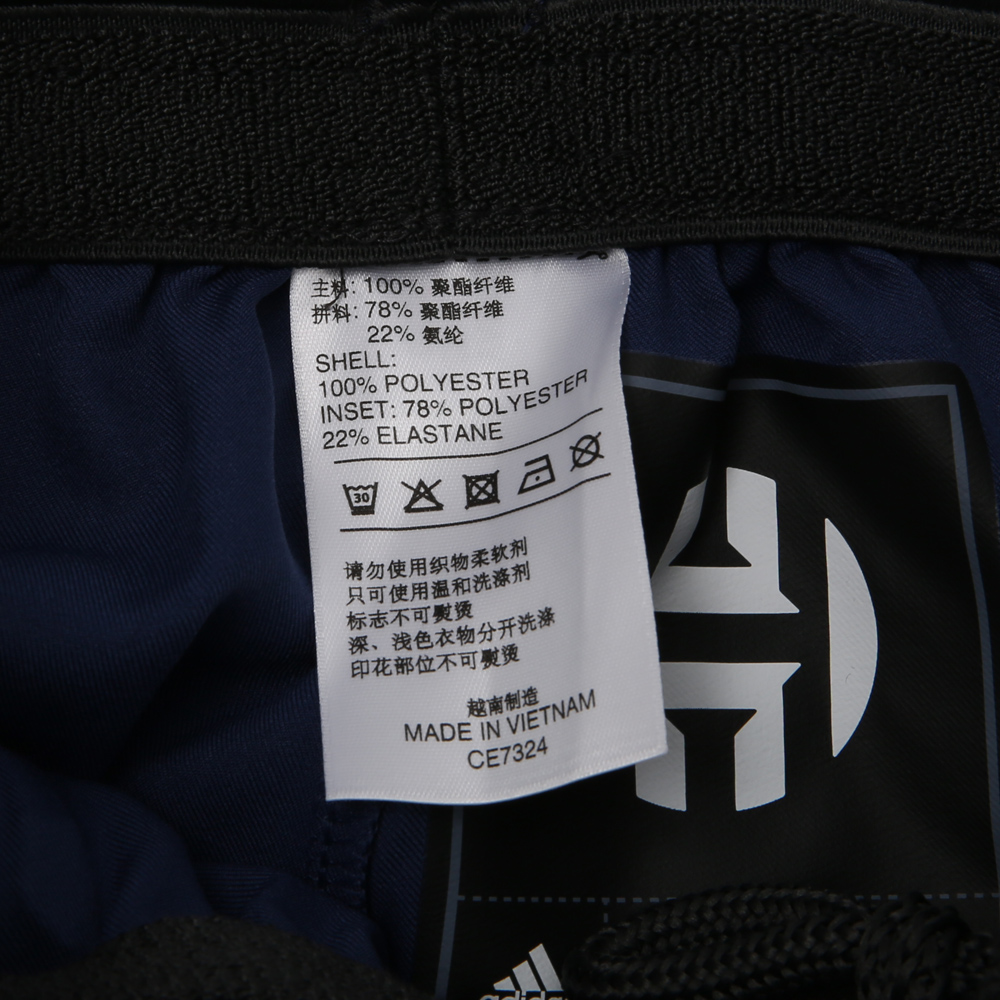 主料: 100% 聚酯纤维
拼料: 78% 聚酯纤维
22% 氨纶
SHELL:
100% POLYESTER
INSET: 78% POLYESTER
22% ELASTANE
30
请勿使用织物柔软剂
只可使用温和洗涤剂
标志不可熨烫
深、浅色衣物分开洗涤
印花部位不可熨烫
越南制造
MADE IN VIETNAM
CE7324
adidas